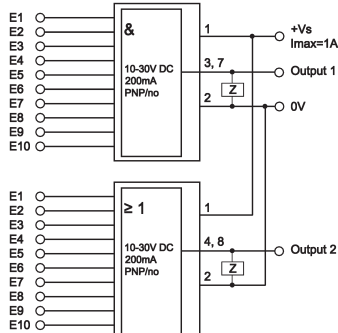 E1
E2
E3
E4
E5
E6
E7
E8
E9
E10
&
10-30V DC
200mA
PNP/no
1
3, 7
2
Z
+Vs
Imax=1A
Output 1
0V
E1
E2
E3
E4
E5
E6
E7
E8
E9
E10
≥ 1
10-30V DC
200mA
PNP/no
1
4, 8
2
Z
Output 2